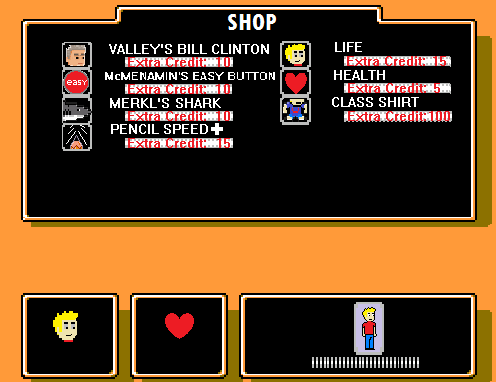 SHOP
VALLEY'S BILL CLINTON
Extra Credit: 10
easy
McMENAMIN'S EASY BUTTON
Extra Credit: 10
MERKL'S SHARK
Extra Credit: 10
PENCIL SPEED+
Extra Credit: 15
LIFE
Extra Credit: 15
HEALTH
Extra Credit: 5
CLASS SHIRT
Extra Credit:100